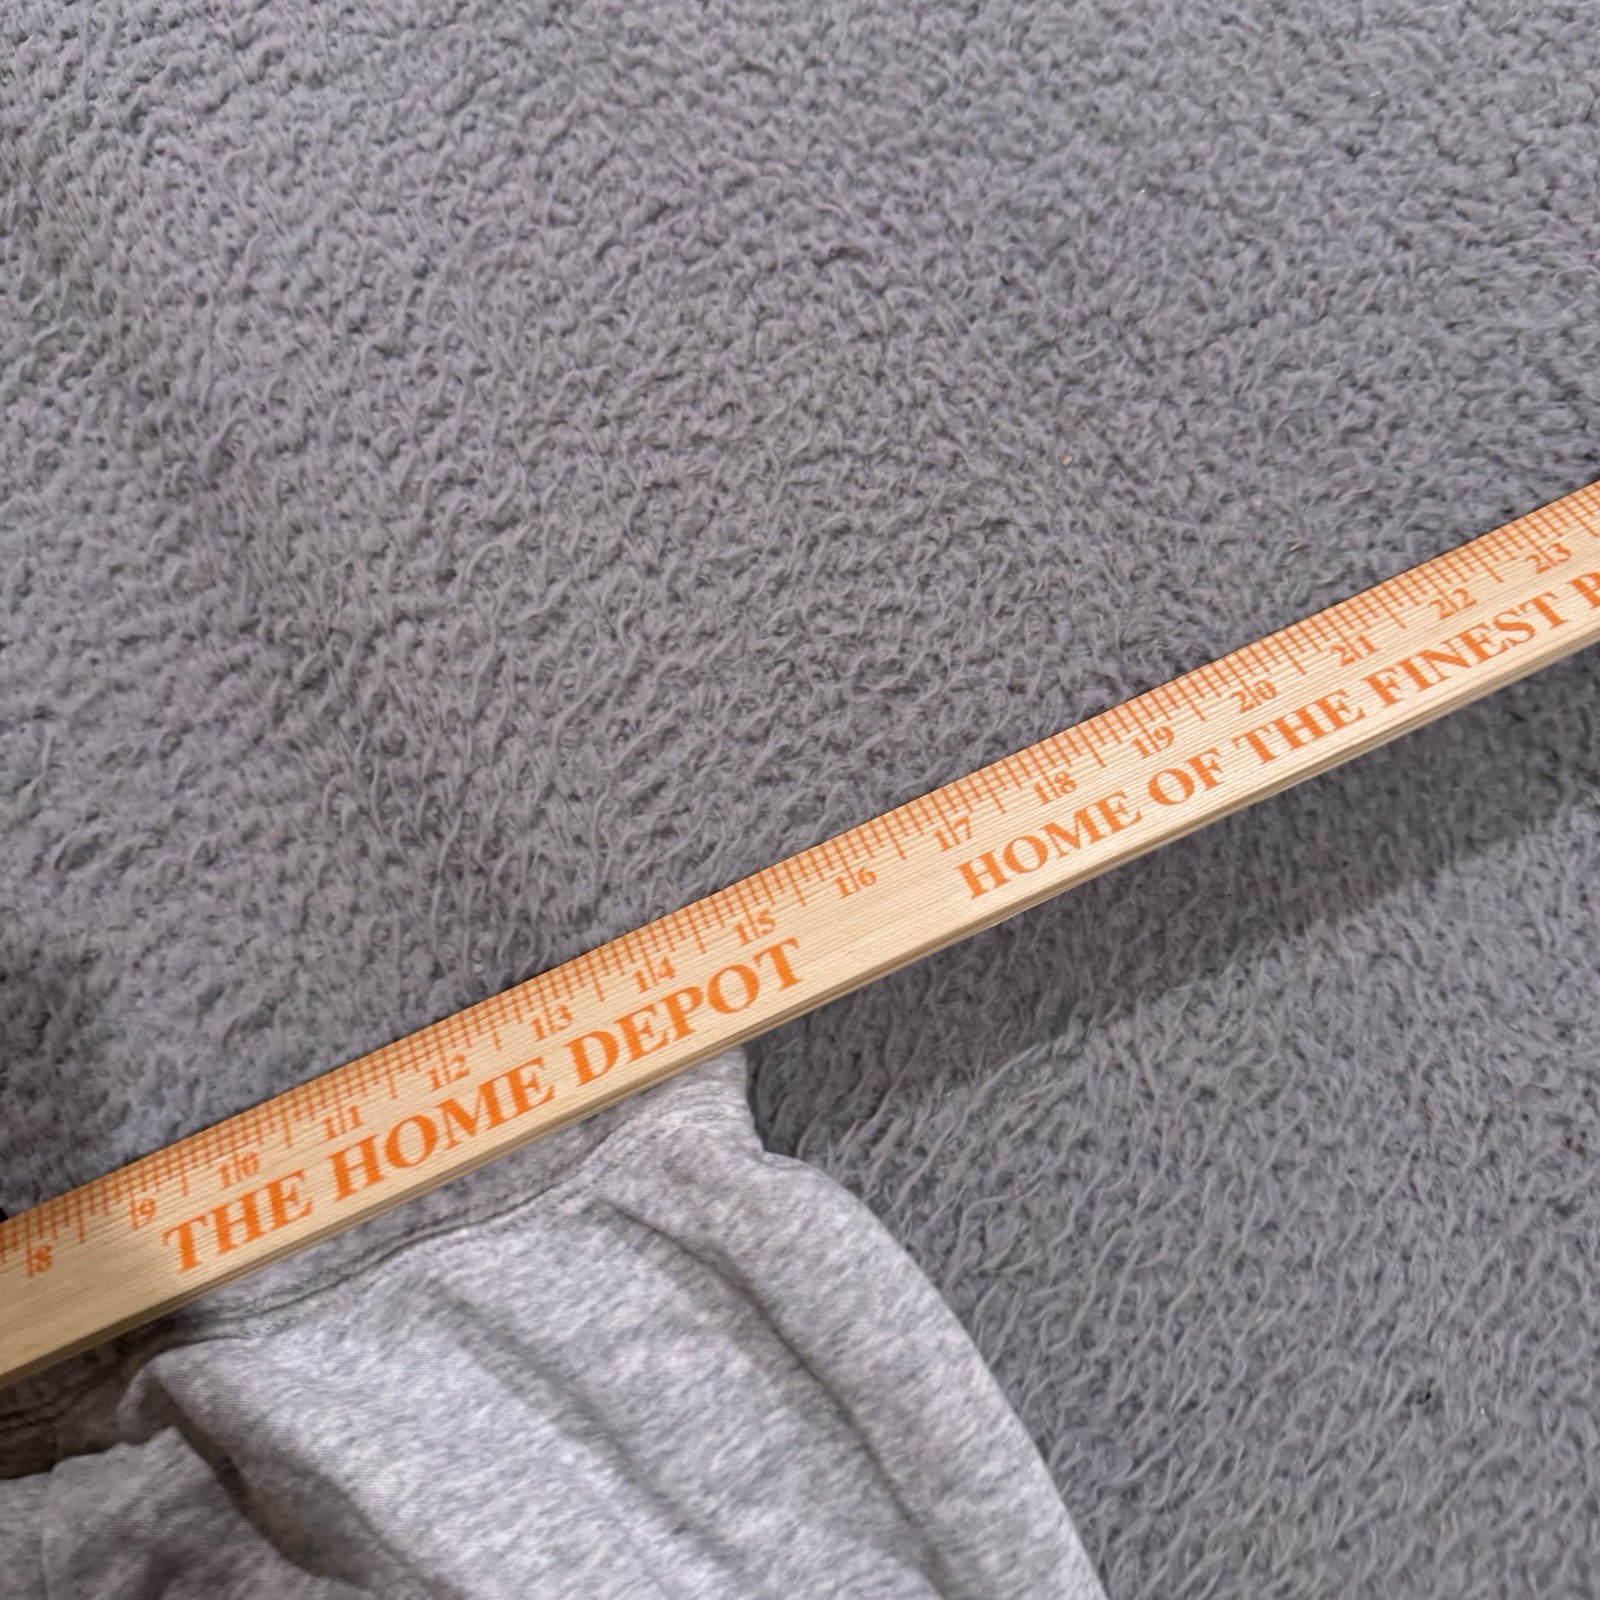 8 9 10 11 12 13 14 15 16 17 18 19 20 21 22 23
THE HOME DEPOT HOME OF THE FINEST